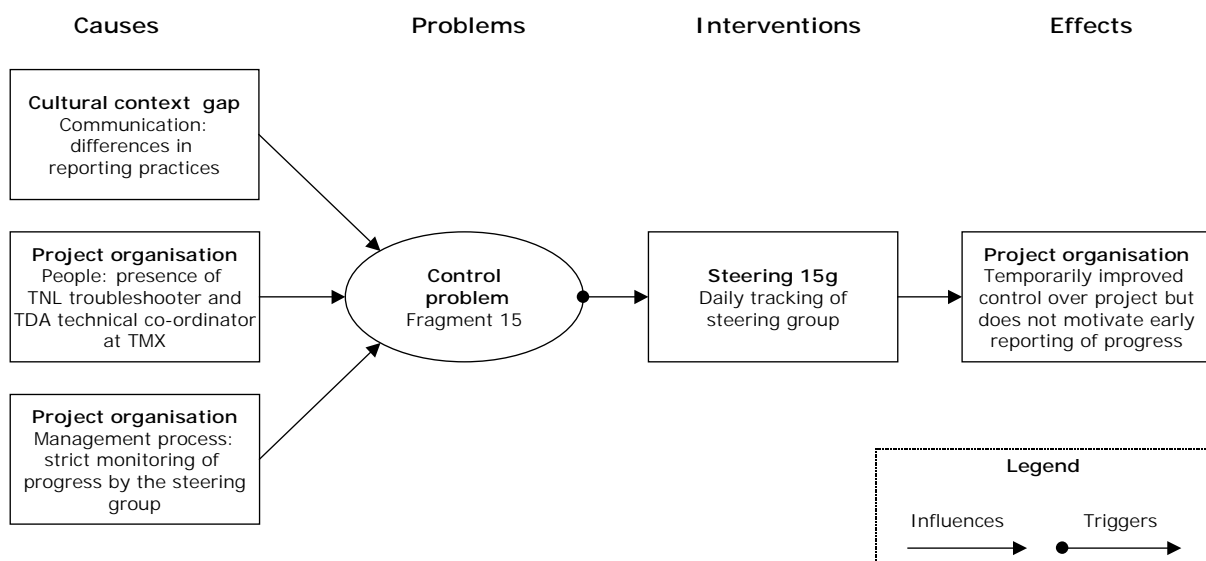 Causes
Problems
Interventions
Effects
Cultural context gap
Communication:
differences in
reporting practices
Project organisation
People: presence of
TNL troubleshooter and
TDA technical co-ordinator
at TMX
Project organisation
Management process:
strict monitoring of
progress by the steering
group
Control
problem
Fragment 15
Steering 15g
Daily tracking of
steering group
Project organisation
Temporarily improved
control over project but
does not motivate early
reporting of progress
Legend
Influences
Triggers